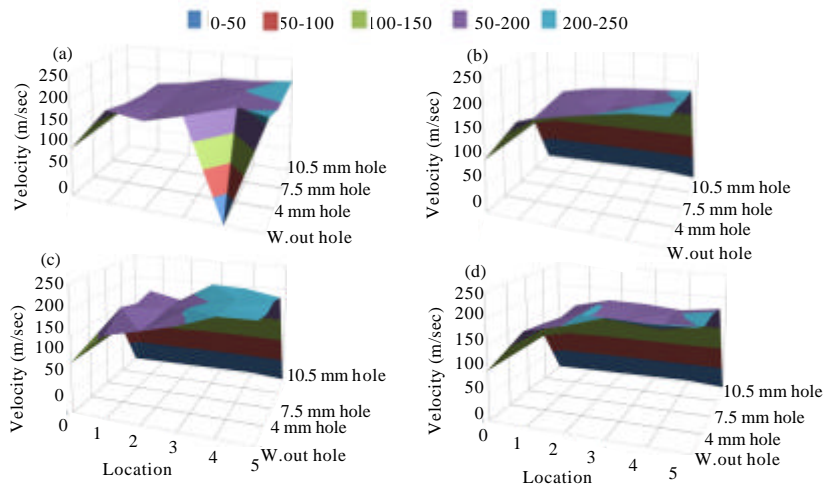 0-50 50-100 100-150 50-200 200-250
(a)
250
200
150
100
50
0
Velocity (m/sec)
10.5 mm hole
7.5 mm hole
4 mm hole
W.out hole
(b)
250
200
150
100
50
0
Velocity (m/sec)
10.5 mm hole
7.5 mm hole
4 mm hole
W.out hole
(c)
250
200
150
100
50
0
Velocity (m/sec)
0 1 2 3 4 5
Location
10.5 mm hole
7.5 mm hole
4 mm hole
W.out hole
(d)
250
200
150
100
50
0
Velocity (m/sec)
0 1 2 3 4 5
Location
10.5 mm hole
7.5 mm hole
4 mm hole
W.out hole